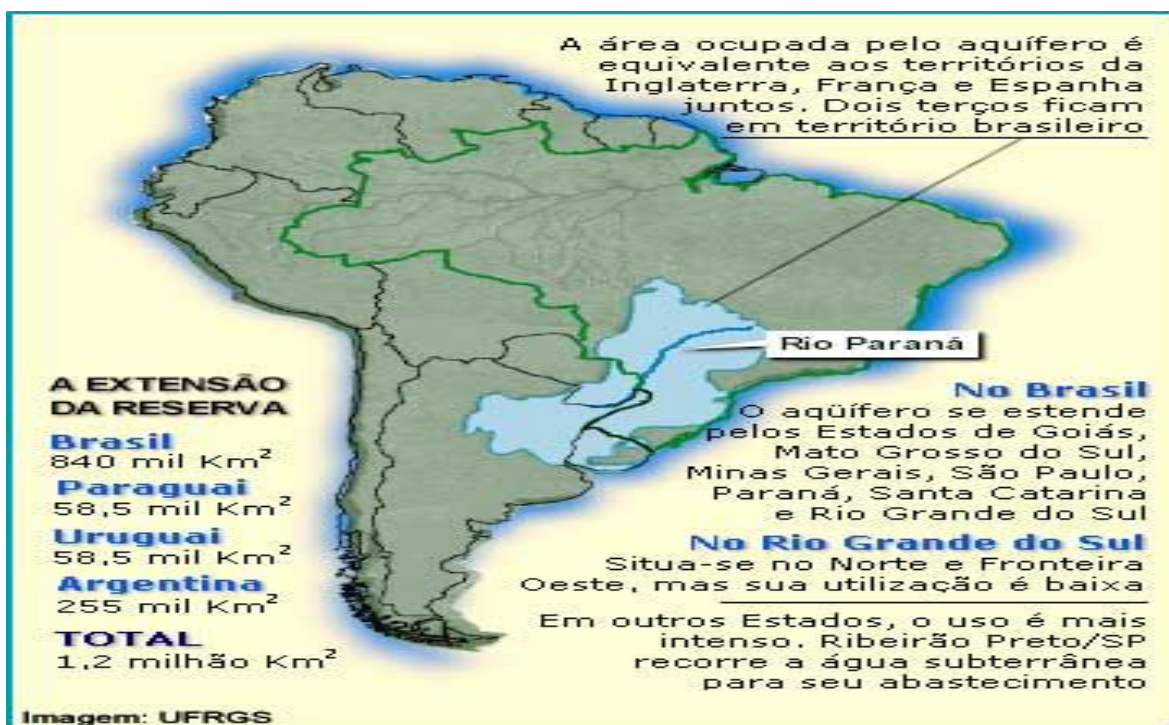 A área ocupada pelo aquífero é
equivalente aos territórios da
Inglaterra, França e Espanha
juntos. Dois terços ficam
em território brasileiro
Rio Paraná
A EXTENSÃO
DA RESERVA
Brasil
840 mil Km²
Paraguai
58,5 mil Km²
Uruguai
58,5 mil Km²
Argentina
255 mil Km²
TOTAL
1,2 milhão Km²
No Brasil
O aqüífero se estende
pelos Estados de Goiás,
Mato Grosso do Sul,
Minas Gerais, São Paulo,
Paraná, Santa Catarina
e Rio Grande do Sul
No Rio Grande do Sul
Situa-se no Norte e Fronteira
Oeste, mas sua utilização é baixa
Em outros Estados, o uso é mais
intenso. Ribeirão Preto/SP
recorre a água subterrânea
para seu abastecimento
Imagem: UFRGS